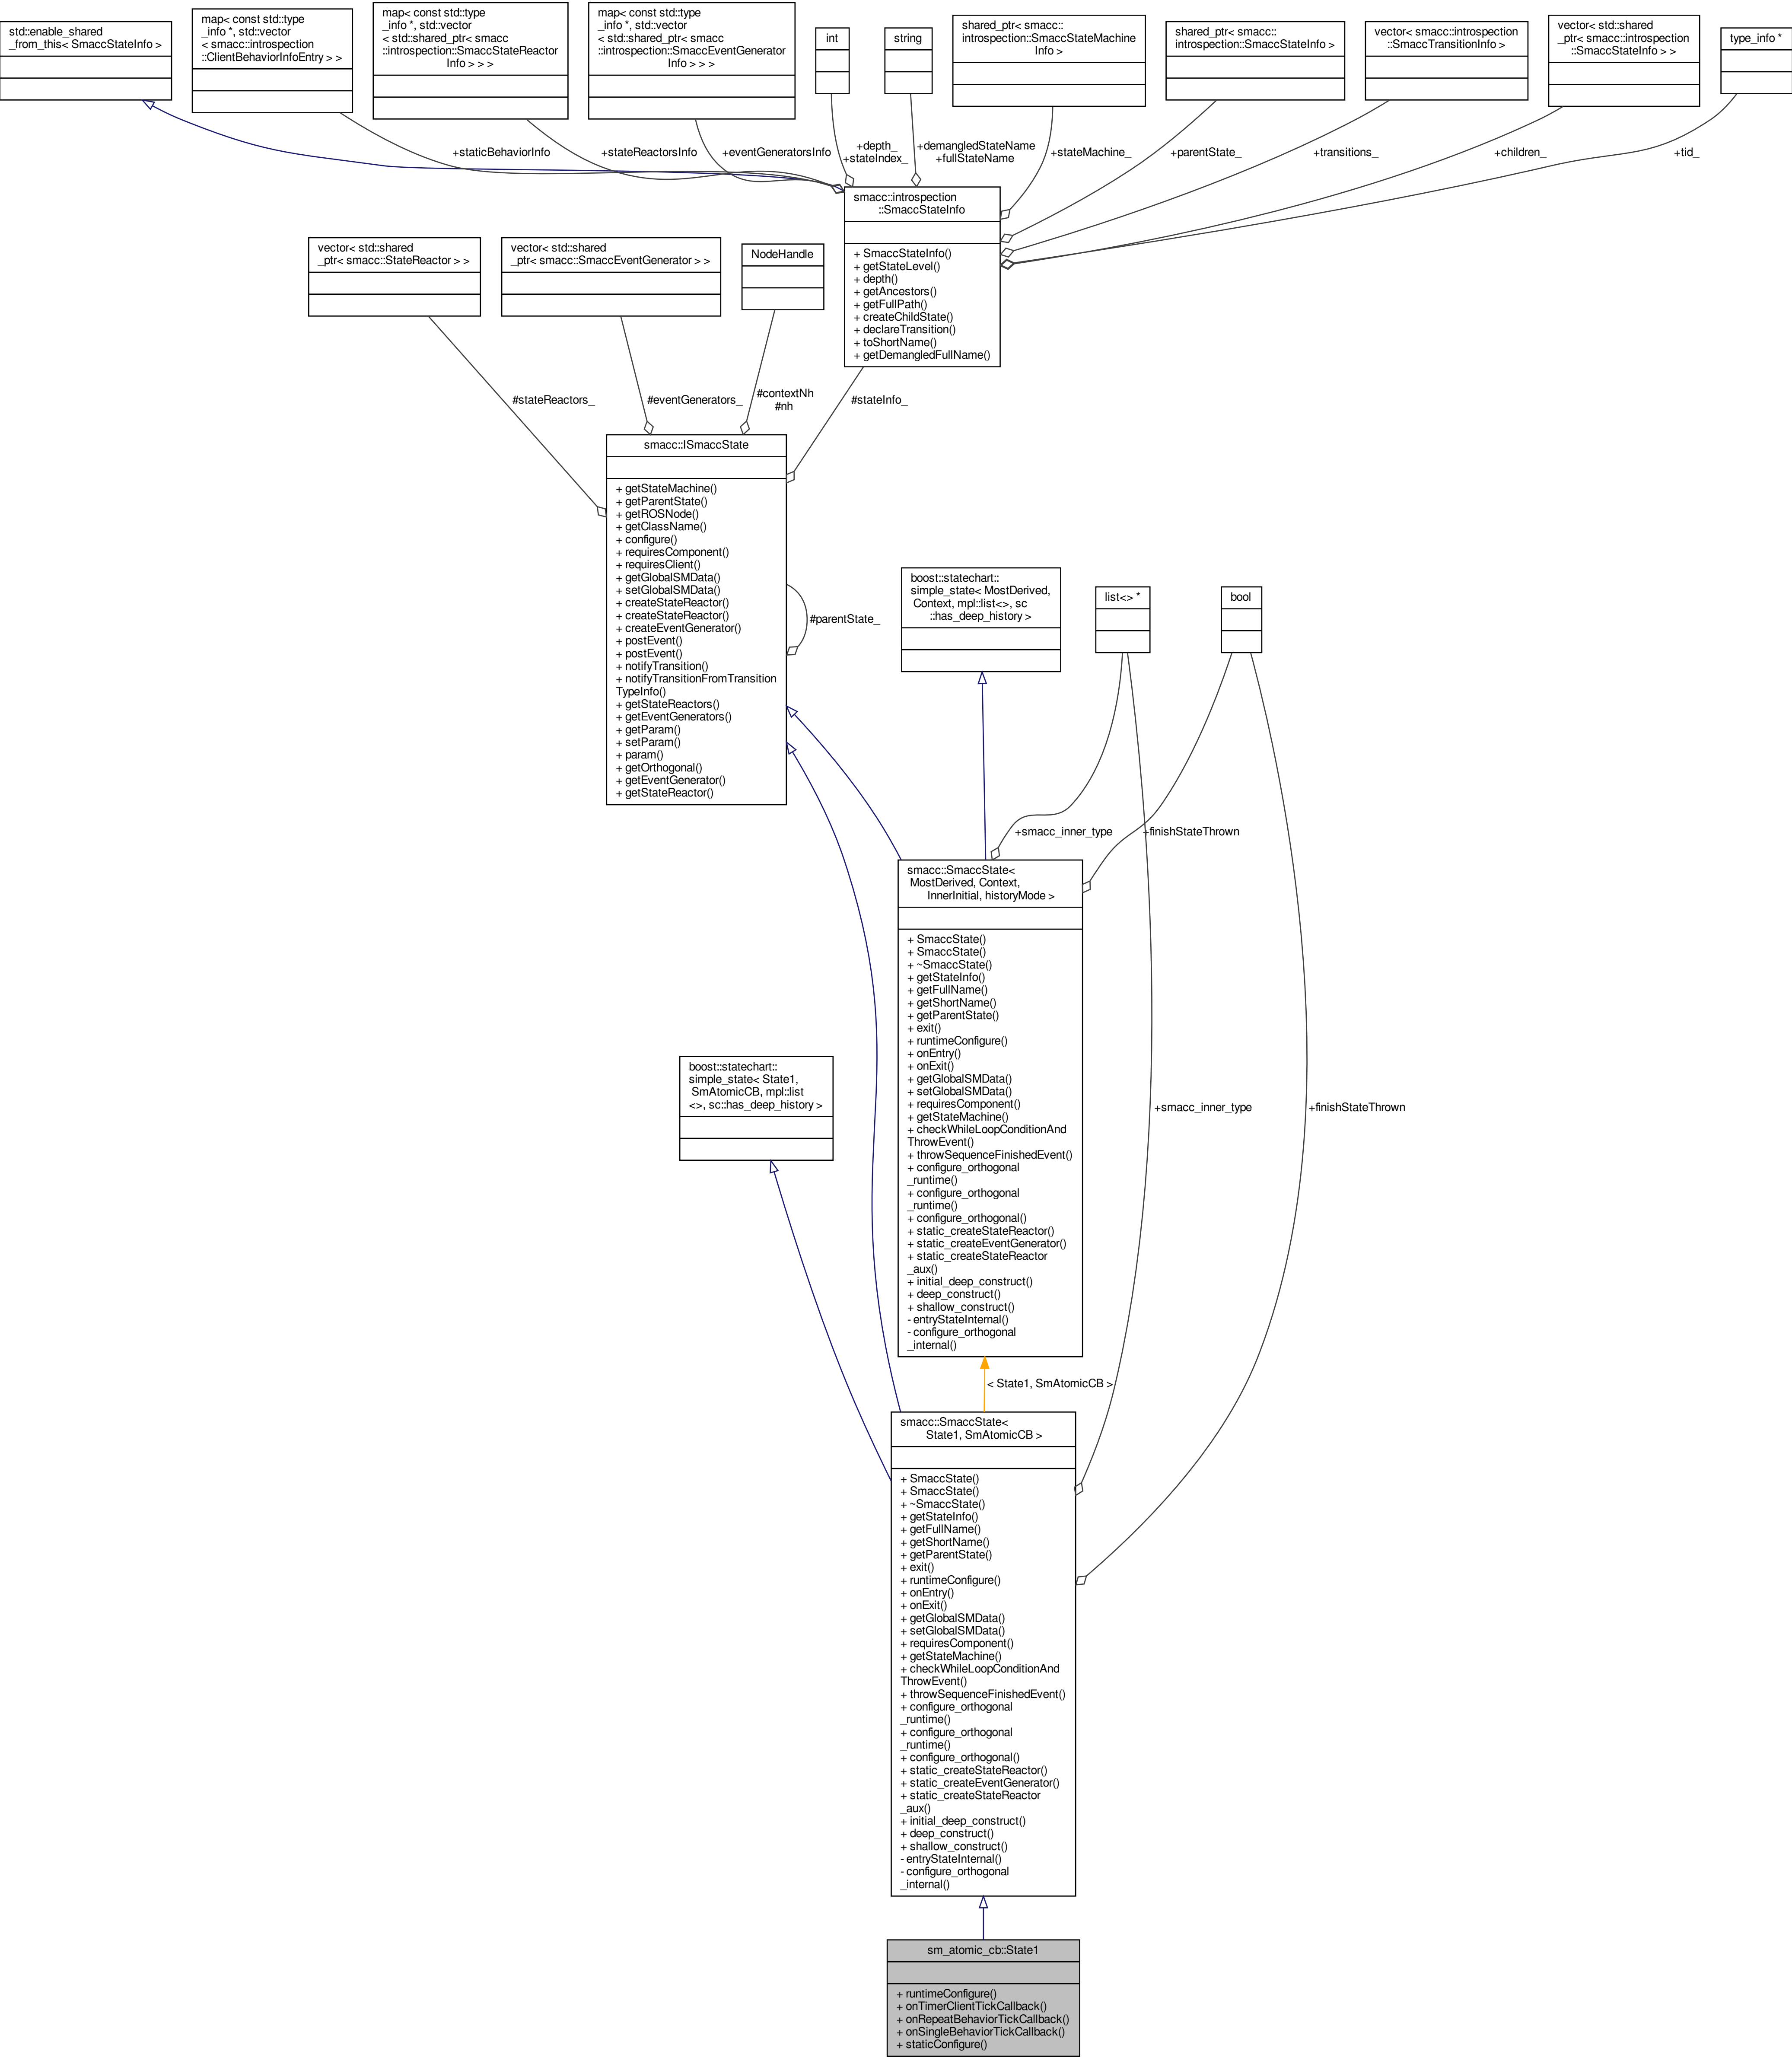 std::enable_shared
_from_this< SmaccStateInfo >
map< const std::type
_info *, std::vector
< smacc::introspection
::ClientBehaviorInfoEntry > >
map< const std::type
_info *, std::vector
< std::shared_ptr< smacc
::introspection::SmaccStateReactor
Info > > >
map< const std::type
_info *, std::vector
< std::shared_ptr< smacc
::introspection::SmaccEventGenerator
Info > > >
int
string
shared_ptr< smacc::
introspection::SmaccStateMachine
Info >
shared_ptr< smacc::
introspection::SmaccStateInfo >
vector< smacc::introspection
::SmaccTransitionInfo >
vector< std::shared
_ptr< smacc::introspection
::SmaccStateInfo > >
type_info *
+staticBehaviorInfo
+stateReactorsInfo
+eventGeneratorsInfo
+depth_
+stateIndex_
+demangledStateName
+fullStateName
+stateMachine_
+parentState_
+transitions_
+children_
+tid_
smacc::introspection
::SmaccStateInfo
+ SmaccStateInfo()
+ getStateLevel()
+ depth()
+ getAncestors()
+ getFullPath()
+ createChildState()
+ declareTransition()
+ toShortName()
+ getDemangledFullName()
vector< std::shared
_ptr< smacc::StateReactor > >
vector< std::shared
_ptr< smacc::SmaccEventGenerator > >
NodeHandle
#stateReactors_
#eventGenerators_
#contextNh
#nh
#stateInfo_
smacc::ISmaccState
+ getStateMachine()
+ getParentState()
+ getROSNode()
+ getClassName()
+ configure()
+ requiresComponent()
+ requiresClient()
+ getGlobalSMData()
+ setGlobalSMData()
+ createStateReactor()
+ createStateReactor()
+ createEventGenerator()
+ postEvent()
+ postEvent()
+ notifyTransition()
+ notifyTransitionFromTransition
TypeInfo()
+ getStateReactors()
+ getEventGenerators()
+ getParam()
+ setParam()
+ param()
+ getOrthogonal()
+ getEventGenerator()
+ getStateReactor()
#parentState_
boost::statechart::
simple_state< MostDerived,
Context, mpl::list<>, sc
::has_deep_history >
list<> *
bool
+smacc_inner_type
+finishStateThrown
smacc::SmaccState<
MostDerived, Context,
InnerInitial, historyMode >
+ SmaccState()
+ SmaccState()
+ ~SmaccState()
+ getStateInfo()
+ getFullName()
+ getShortName()
+ getParentState()
+ exit()
+ runtimeConfigure()
+ onEntry()
+ onExit()
+ getGlobalSMData()
+ setGlobalSMData()
+ requiresComponent()
+ getStateMachine()
+ checkWhileLoopConditionAnd
ThrowEvent()
+ throwSequenceFinishedEvent()
+ configure_orthogonal
_runtime()
+ configure_orthogonal
_runtime()
+ configure_orthogonal()
+ static_createStateReactor()
+ static_createEventGenerator()
+ static_createStateReactor
_aux()
+ initial_deep_construct()
+ deep_construct()
+ shallow_construct()
- entryStateInternal()
- configure_orthogonal
_internal()
boost::statechart::
simple_state< State1,
SmAtomicCB, mpl::list
<>, sc::has_deep_history >
+smacc_inner_type
+finishStateThrown
< State1, SmAtomicCB >
smacc::SmaccState<
State1, SmAtomicCB >
+ SmaccState()
+ SmaccState()
+ ~SmaccState()
+ getStateInfo()
+ getFullName()
+ getShortName()
+ getParentState()
+ exit()
+ runtimeConfigure()
+ onEntry()
+ onExit()
+ getGlobalSMData()
+ setGlobalSMData()
+ requiresComponent()
+ getStateMachine()
+ checkWhileLoopConditionAnd
ThrowEvent()
+ throwSequenceFinishedEvent()
+ configure_orthogonal
_runtime()
+ configure_orthogonal
_runtime()
+ configure_orthogonal()
+ static_createStateReactor()
+ static_createEventGenerator()
+ static_createStateReactor
_aux()
+ initial_deep_construct()
+ deep_construct()
+ shallow_construct()
- entryStateInternal()
- configure_orthogonal
_internal()
sm_atomic_cb::State1
+ runtimeConfigure()
+ onTimerClientTickCallback()
+ onRepeatBehaviorTickCallback()
+ onSingleBehaviorTickCallback()
+ staticConfigure()